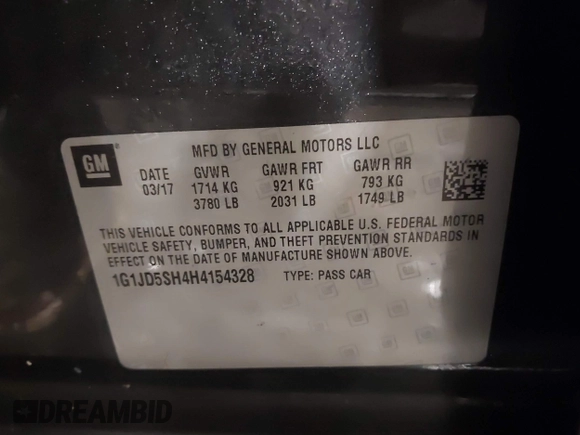 GM
MFD BY GENERAL MOTORS LLC
DATE GVWR GAWR FRT GAWR RR
03/17 1714 KG 921 KG 793 KG
3780 LB 2031 LB 1749 LB
THIS VEHICLE CONFORMS TO ALL APPLICABLE U.S. FEDERAL MOTOR
VEHICLE SAFETY, BUMPER, AND THEFT PREVENTION STANDARDS IN
EFFECT ON THE DATE OF MANUFACTURE SHOWN ABOVE.
1G1JD5SH4H4154328 TYPE: PASS CAR
DREAMBID